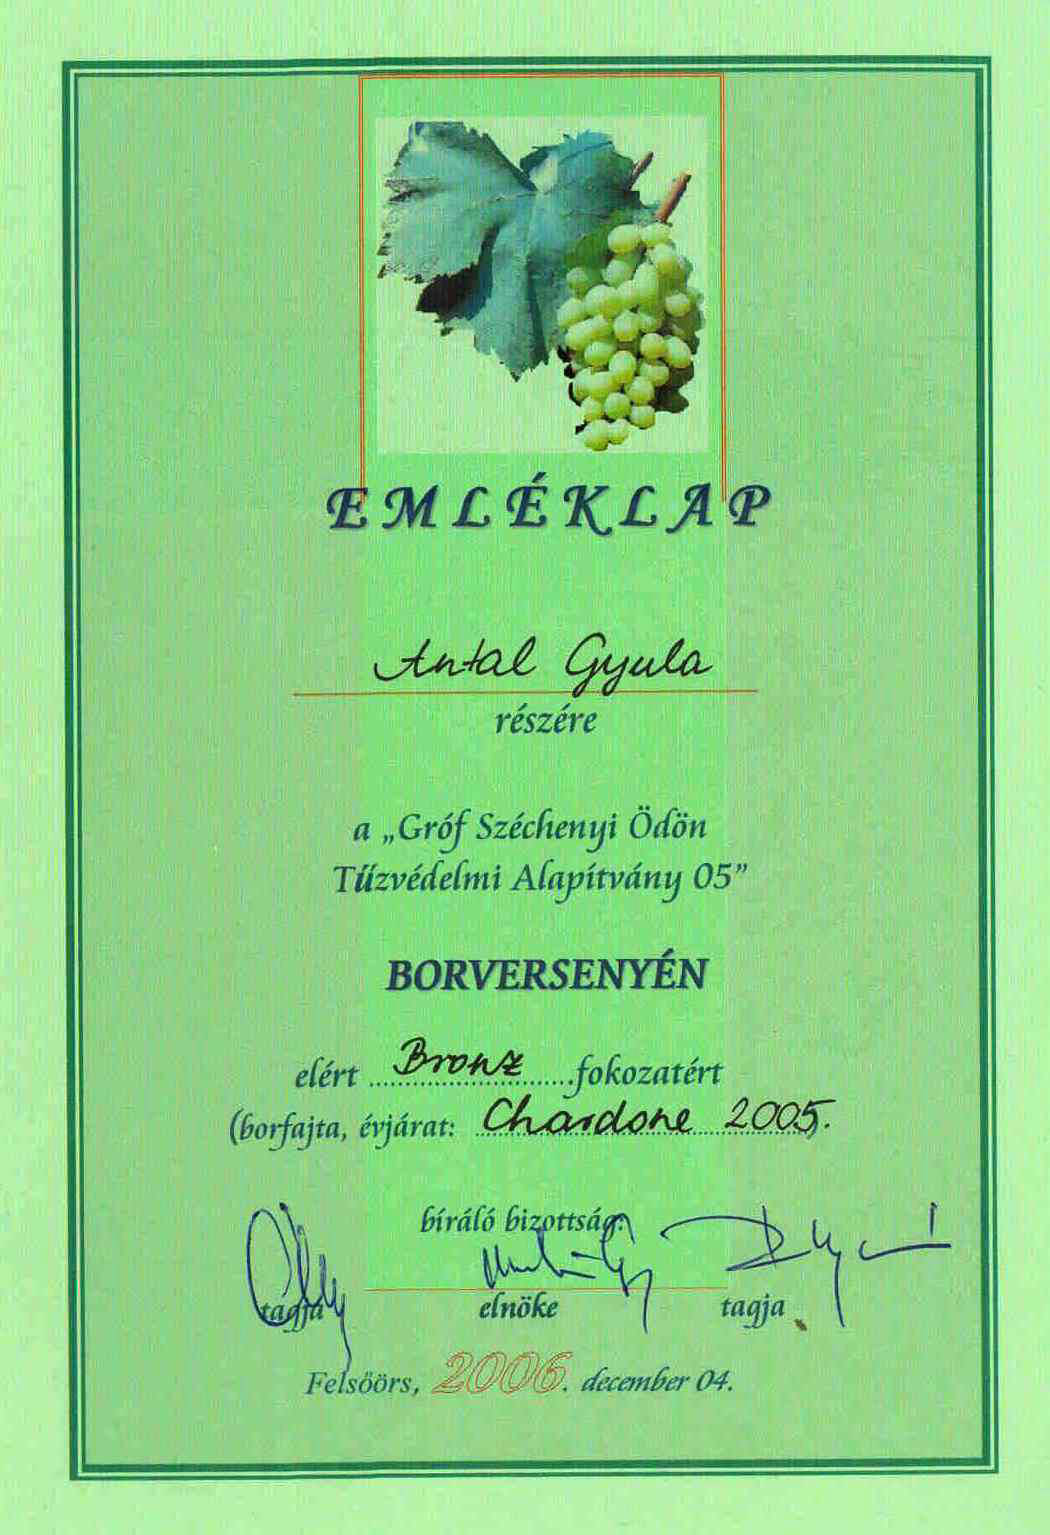 EMLÉKLAP
Antal Gyula
részére
a „Gróf Széchenyi Ödön
Tűzvédelmi Alapítvány 05”
BORVERSENYÉN
elért Bronz fokozatért
(borfajta, évjárat: Chardone 2005.)
bíráló bizottság:
tagja elnöke tagja
Felsőörs, 2006. december 04.